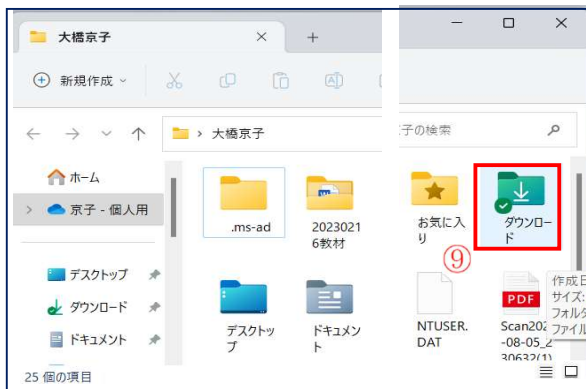 大橋京子
新規作成
大橋京子
子の検索
ホーム
京子 - 個人用
デスクトップ
ダウンロード
ドキュメント
.ms-ad
2023021
6教材
お気に入
り
ダウンロー
ド
⑨
デスクトッ
プ
ドキュメン
ト
NTUSER.
DAT
PDF
Scan202
-08-05_2
30632(1)
作成日
サイズ:
フォルダ
ファイル
25 個の項目